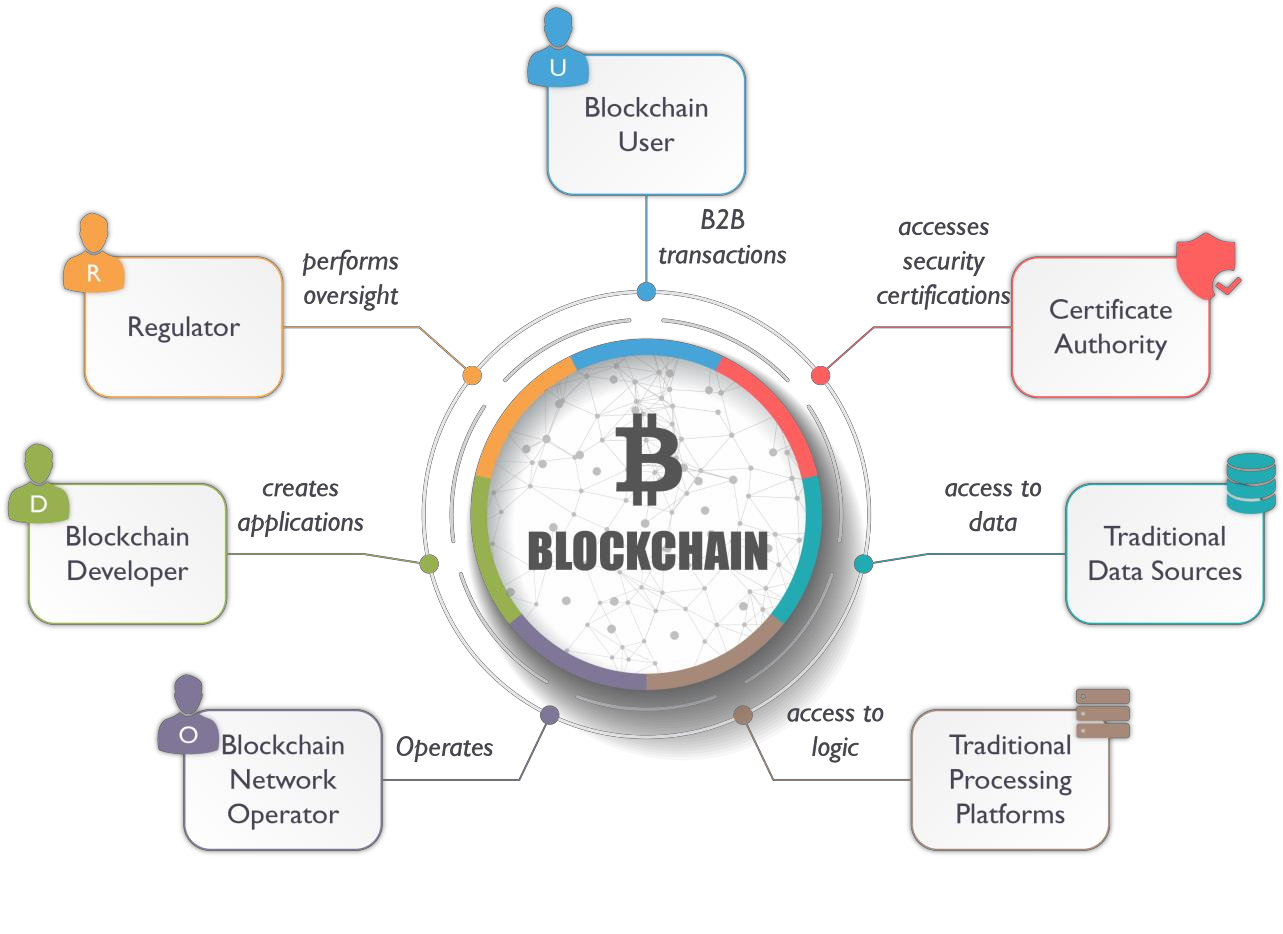 U
Blockchain
User
B2B
transactions
R
Regulator
performs
oversight
accesses
security
certifications
Certificate
Authority
D
Blockchain
Developer
creates
applications
BLOCKCHAIN
access to
data
Traditional
Data Sources
O
Blockchain
Network
Operator
Operates
access to
logic
Traditional
Processing
Platforms